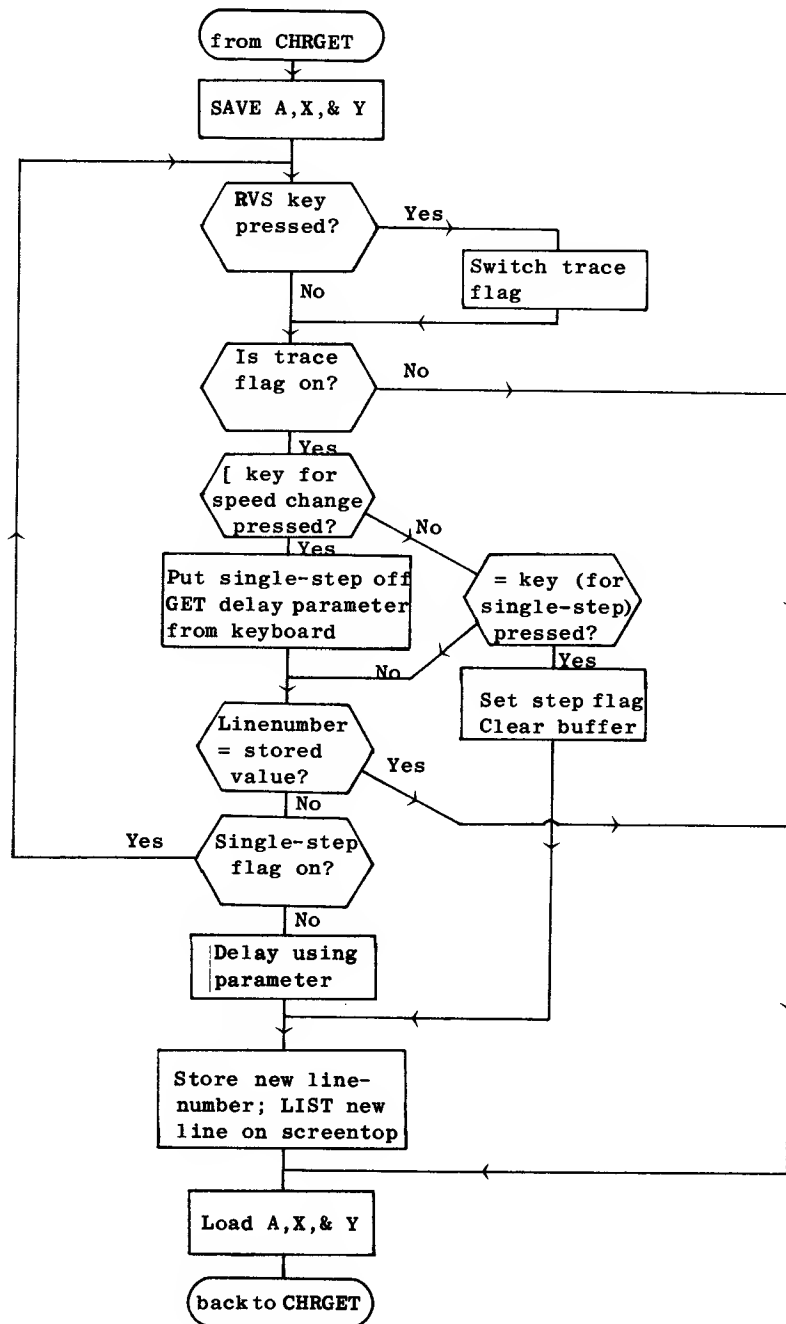 from CHRGET
SAVE A,X,& Y
RVS key
pressed?
Yes
Switch trace
flag
No
Is trace
flag on?
No
Yes
[ key for
speed change
pressed?
No
Yes
Put single-step off
GET delay parameter
from keyboard
= key (for
single-step)
pressed?
No
Yes
Set step flag
Clear buffer
Linenumber
= stored
value?
Yes
No
Yes
Single-step
flag on?
No
Delay using
parameter
Store new line-
number; LIST new
line on screentop
Load A,X,& Y
back to CHRGET